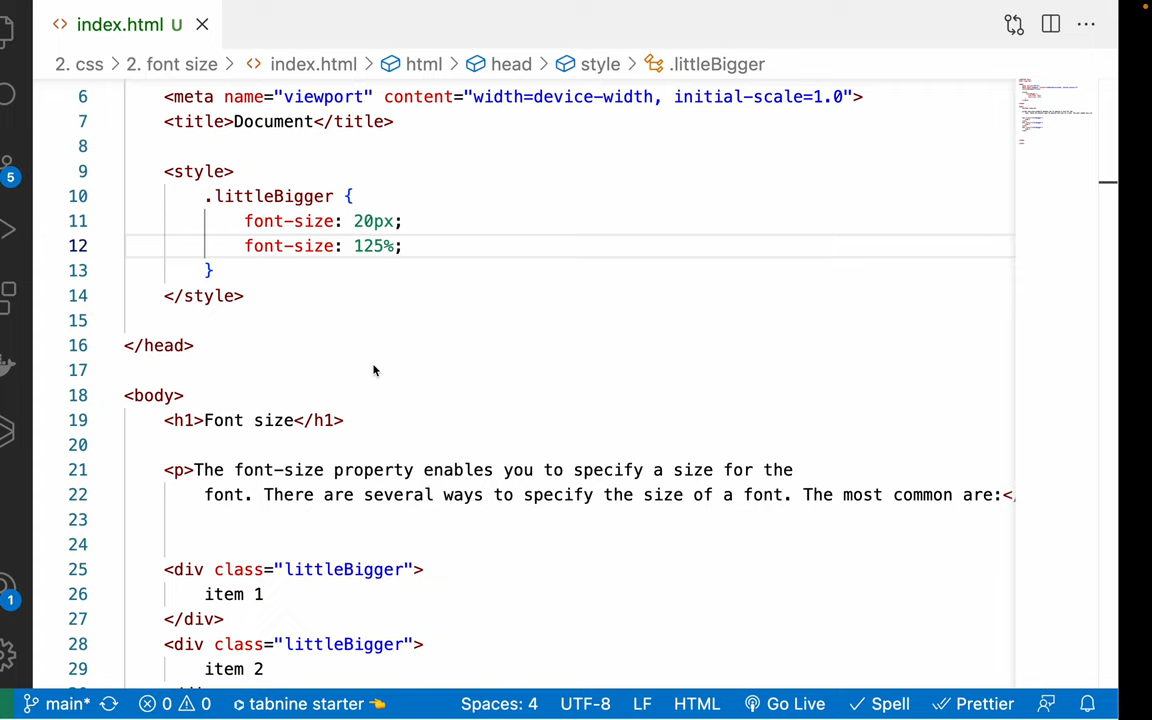 index.html U
2. css > 2. font size > index.html > html > head > style > .littleBigger
6 <meta name="viewport" content="width=device-width, initial-scale=1.0">
7 <title>Document</title>
8
9 <style>
10 .littleBigger {
11 font-size: 20px;
12 font-size: 125%;
13 }
14 </style>
15
16 </head>
17
18 <body>
19 <h1>Font size</h1>
20
21 <p>The font-size property enables you to specify a size for the
22 font. There are several ways to specify the size of a font. The most common are:<
23
24
25 <div class="littleBigger">
26 item 1
27 </div>
28 <div class="littleBigger">
29 item 2
5
1
main* 0 0 tabnine starter Spaces: 4 UTF-8 LF HTML Go Live Spell Prettier